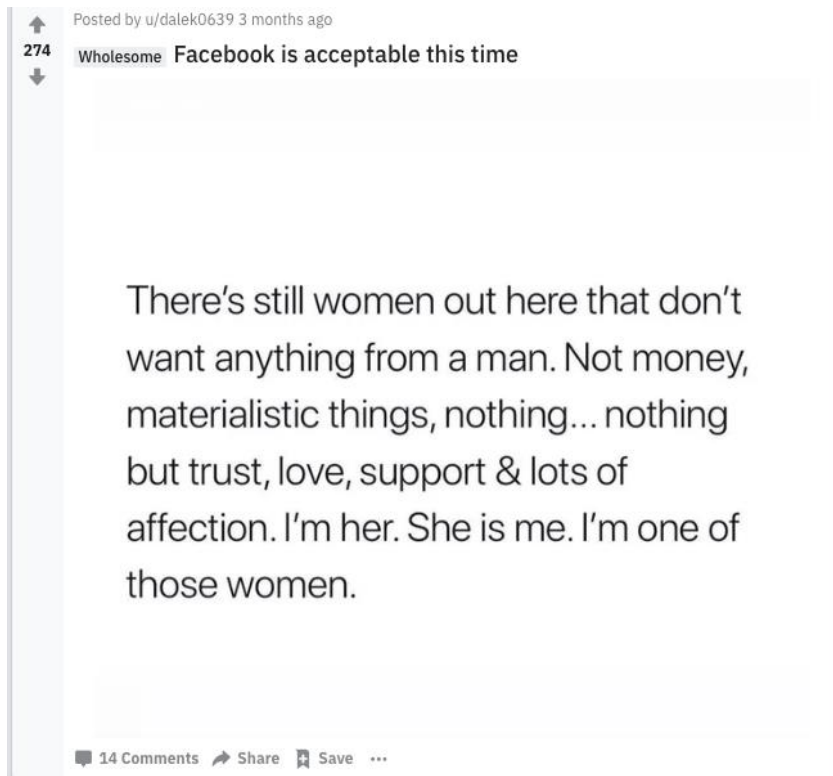 Posted by u/dalek0639 3 months ago
274
Wholesome Facebook is acceptable this time
There's still women out here that don't
want anything from a man. Not money,
materialistic things, nothing... nothing
but trust, love, support & lots of
affection. I'm her. She is me. I'm one of
those women.
14 Comments Share Save ...